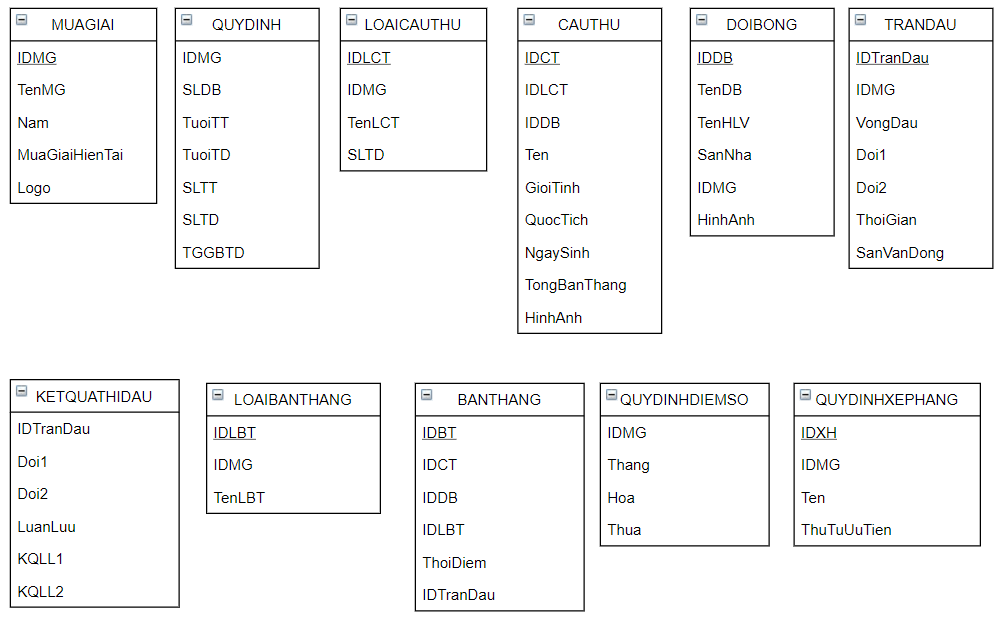 MUAGIAI
IDMG
TenMG
Nam
MuaGiaiHienTai
Logo
QUYDINH
IDMG
SLDB
TuoiTT
TuoiTD
SLTT
SLTD
TGGBTD
LOAICAUTHU
IDLCT
IDMG
TenLCT
SLTD
CAUTHU
IDCT
IDLCT
IDDB
Ten
GioiTinh
QuocTich
NgaySinh
TongBanThang
HinhAnh
DOIBONG
IDDB
TenDB
TenHLV
SanNha
IDMG
HinhAnh
TRANDAU
IDTranDau
IDMG
VongDau
Doi1
Doi2
ThoiGian
SanVanDong
KETQUATHIDAU
IDTranDau
Doi1
Doi2
LuanLuu
KQLL1
KQLL2
LOAIBANTHANG
IDLBT
IDMG
TenLBT
BANTHANG
IDBT
IDCT
IDDB
IDLBT
ThoiDiem
IDTranDau
QUYDINHDIEMSO
IDMG
Thang
Hoa
Thua
QUYDINHXEPHANG
IDXH
IDMG
Ten
ThuTuUuTien